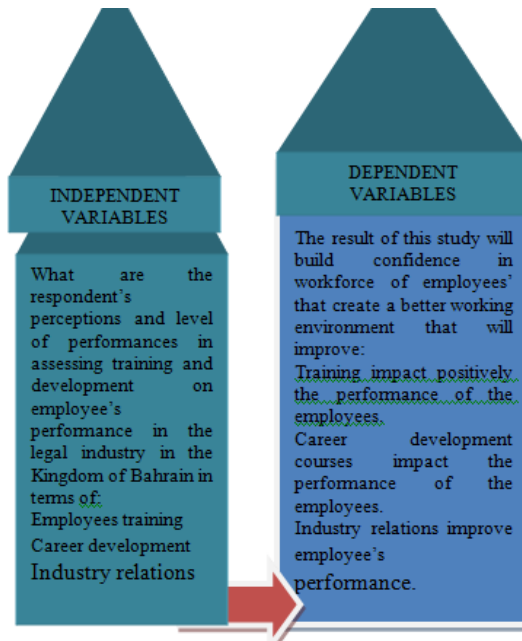 INDEPENDENT
VARIABLES
What are the
respondent's
perceptions and level
of performances in
assessing training and
development on
employee's
performance in the
legal industry in the
Kingdom of Bahrain in
terms of:
Employees training
Career development
Industry relations
DEPENDENT
VARIABLES
The result of this study will
build confidence in
workforce of employees'
that create a better working
environment that will
improve:
Training impact positively
the performance of the
employees.
Career development
courses impact the
performance of the
employees.
Industry relations improve
employee's
performance.